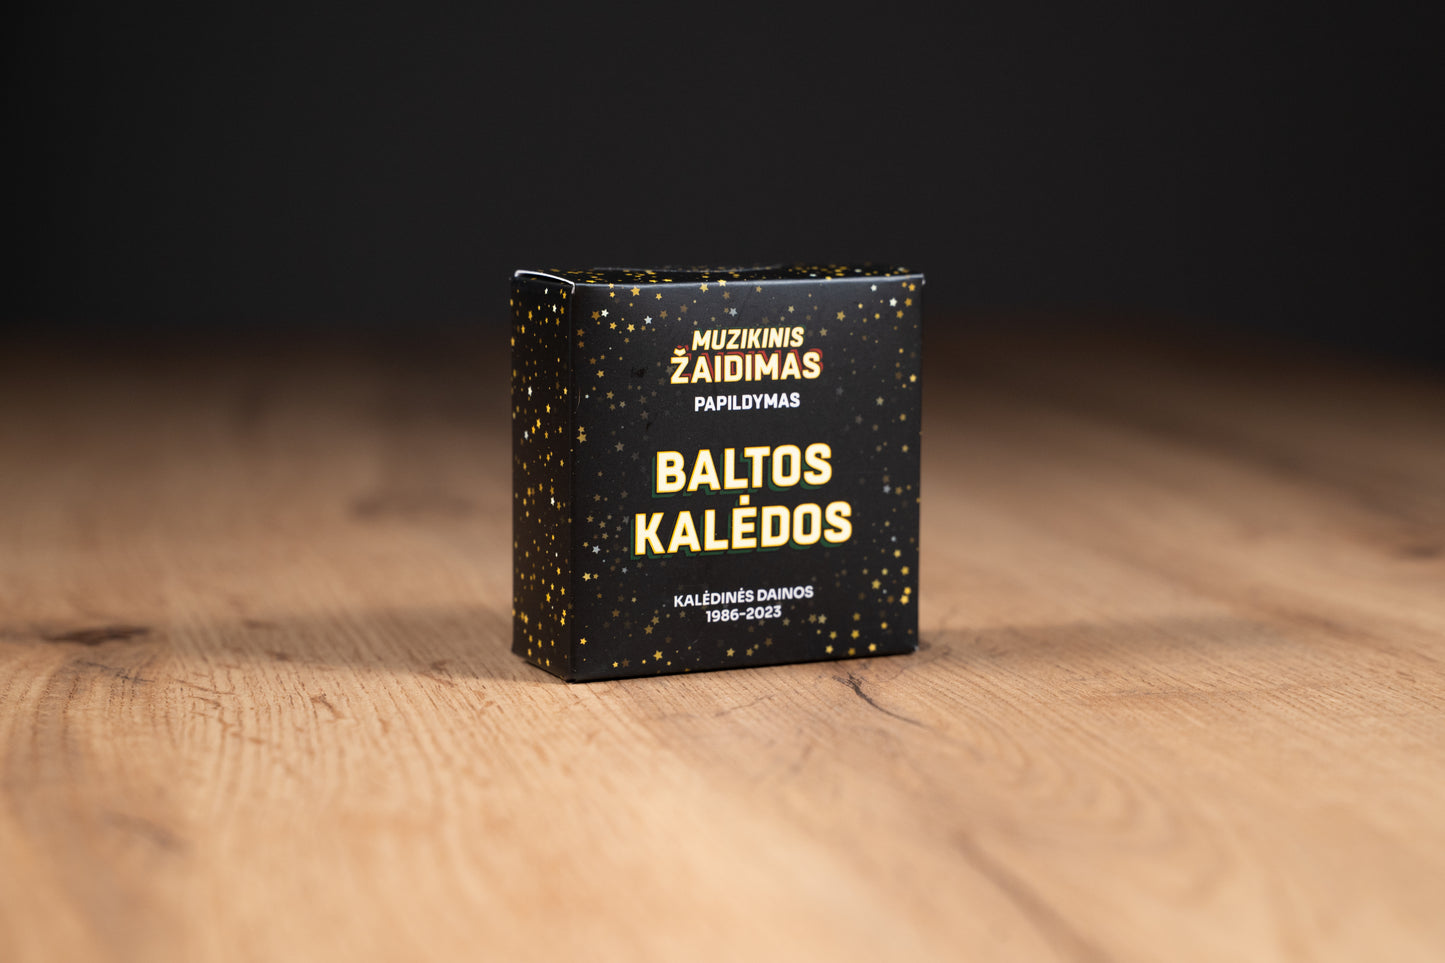 MUZIKINIS
ŽAIDIMAS
PAPILDYMAS
BALTOS
KALĖDOS
KALĖDINĖS DAINOS
1986-2023